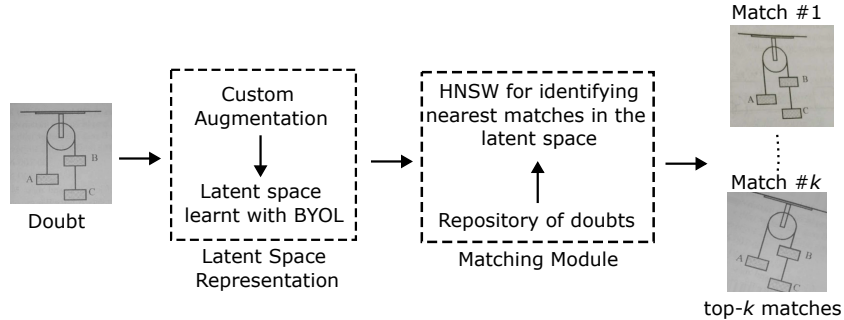 A
B
C
Doubt
Custom
Augmentation
Latent space
learnt with BYOL
Latent Space
Representation
HNSW for identifying
nearest matches in the
latent space
Repository of doubts
Matching Module
Match #1
A
B
C
Match #k
A
B
C
top-k matches